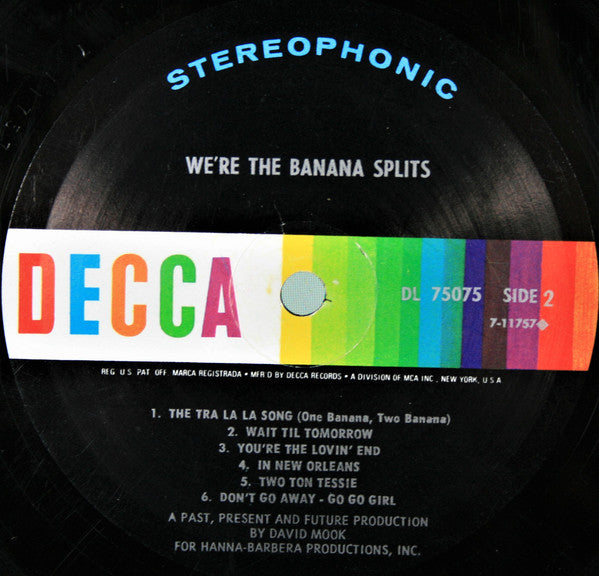 STEREOPHONIC
WE'RE THE BANANA SPLITS
DECCA
DL 75075 SIDE 2
7-11757
REG. U.S. PAT. OFF. MARCA REGISTRADA • MFR'D BY DECCA RECORDS • A DIVISION OF MCA INC., NEW YORK, U.S.A
1. THE TRA LA LA SONG (One Banana, Two Banana)
2. WAIT TIL TOMORROW
3. YOU'RE THE LOVIN' END
4. IN NEW ORLEANS
5. TWO TON TESSIE
6. DON'T GO AWAY - GO GO GIRL
A PAST, PRESENT AND FUTURE PRODUCTION
BY DAVID MOOK
FOR HANNA-BARBERA PRODUCTIONS, INC.